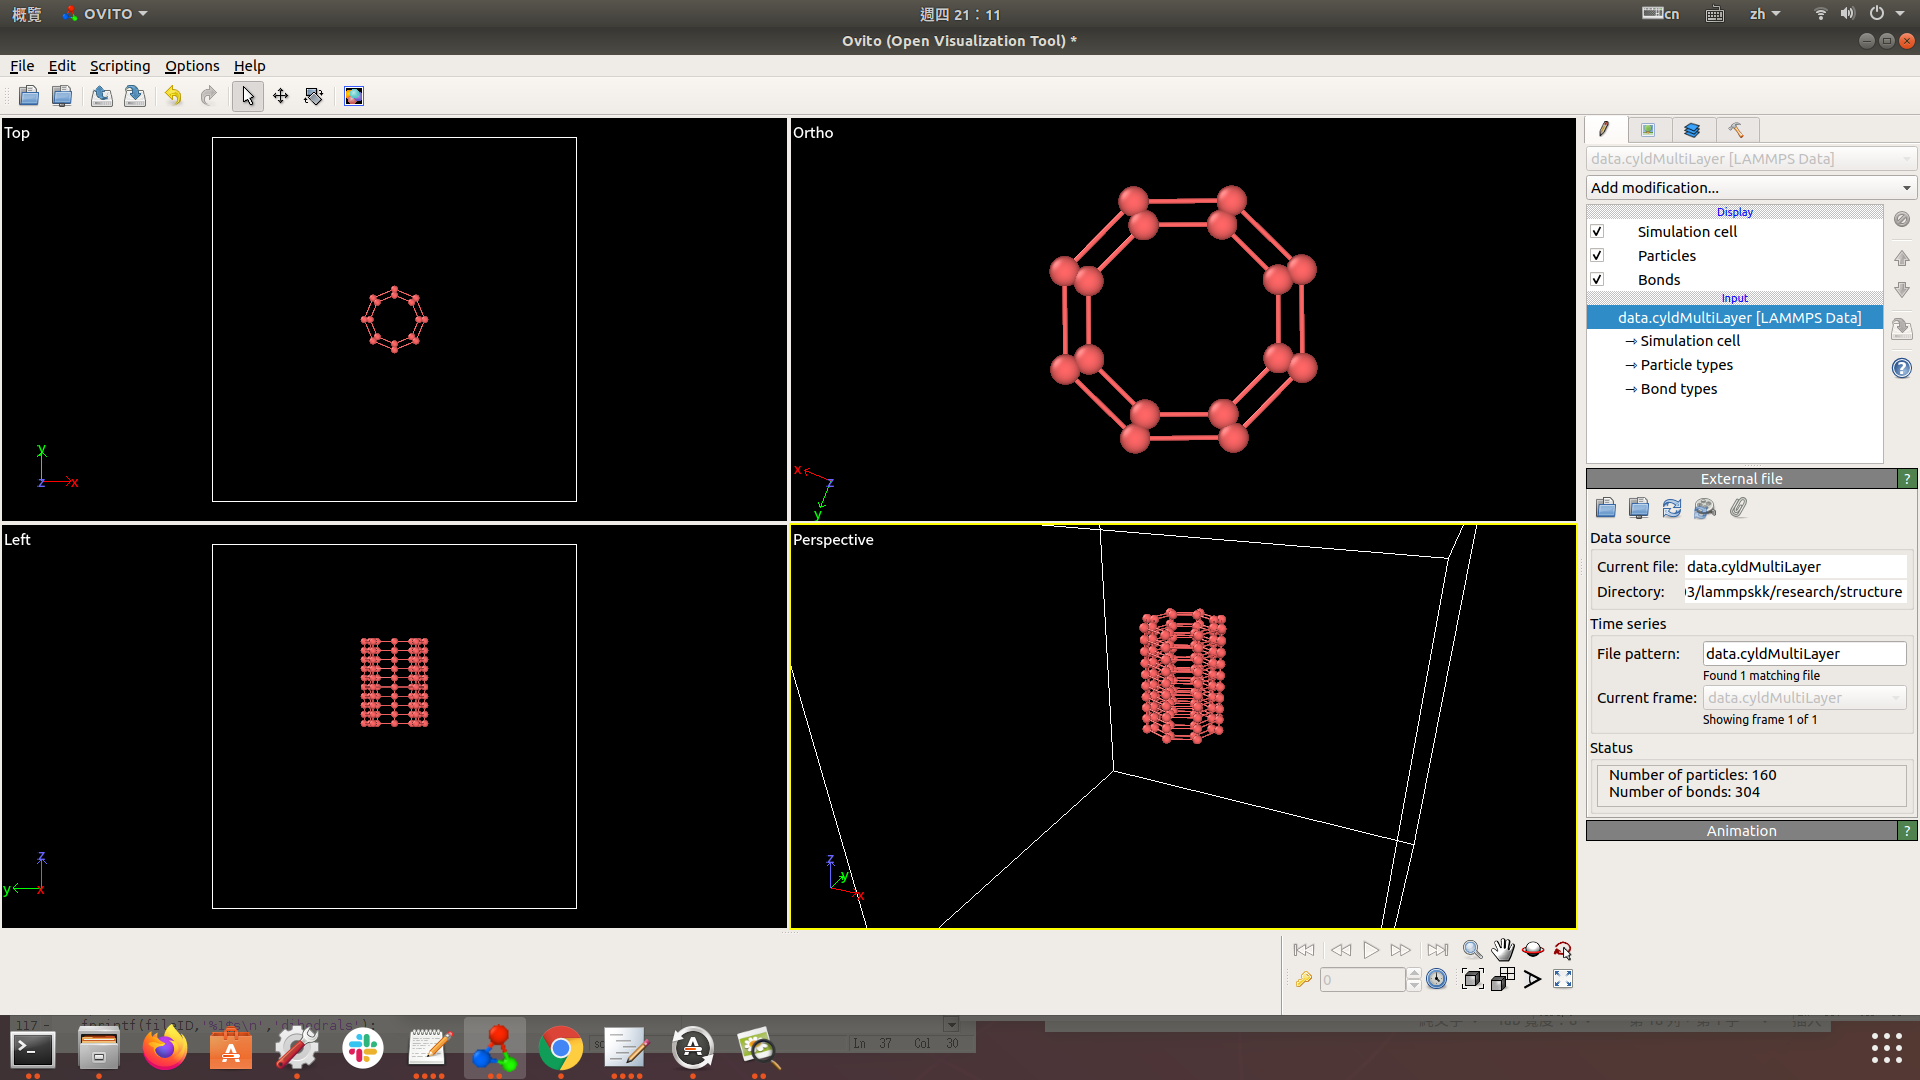 概覽
OVITO
週四 21：11
cn
zh
Ovito (Open Visualization Tool) *
File Edit Scripting Options Help
Top
Ortho
data.cyldMultiLayer [LAMMPS Data]
Add modification...
Display
Simulation cell
Particles
Bonds
Input
data.cyldMultiLayer [LAMMPS Data]
→ Simulation cell
→ Particle types
→ Bond types
y
z x
x
z
y
External file
?
Left
Perspective
Data source
Current file: data.cyldMultiLayer
Directory: 03/lammpskk/research/structure
Time series
File pattern: data.cyldMultiLayer
Found 1 matching file
Current frame: data.cyldMultiLayer
Showing frame 1 of 1
Status
Number of particles: 160
Number of bonds: 304
Animation
?
z
y x
z
y
x
0
117
Ln 37 Col 30